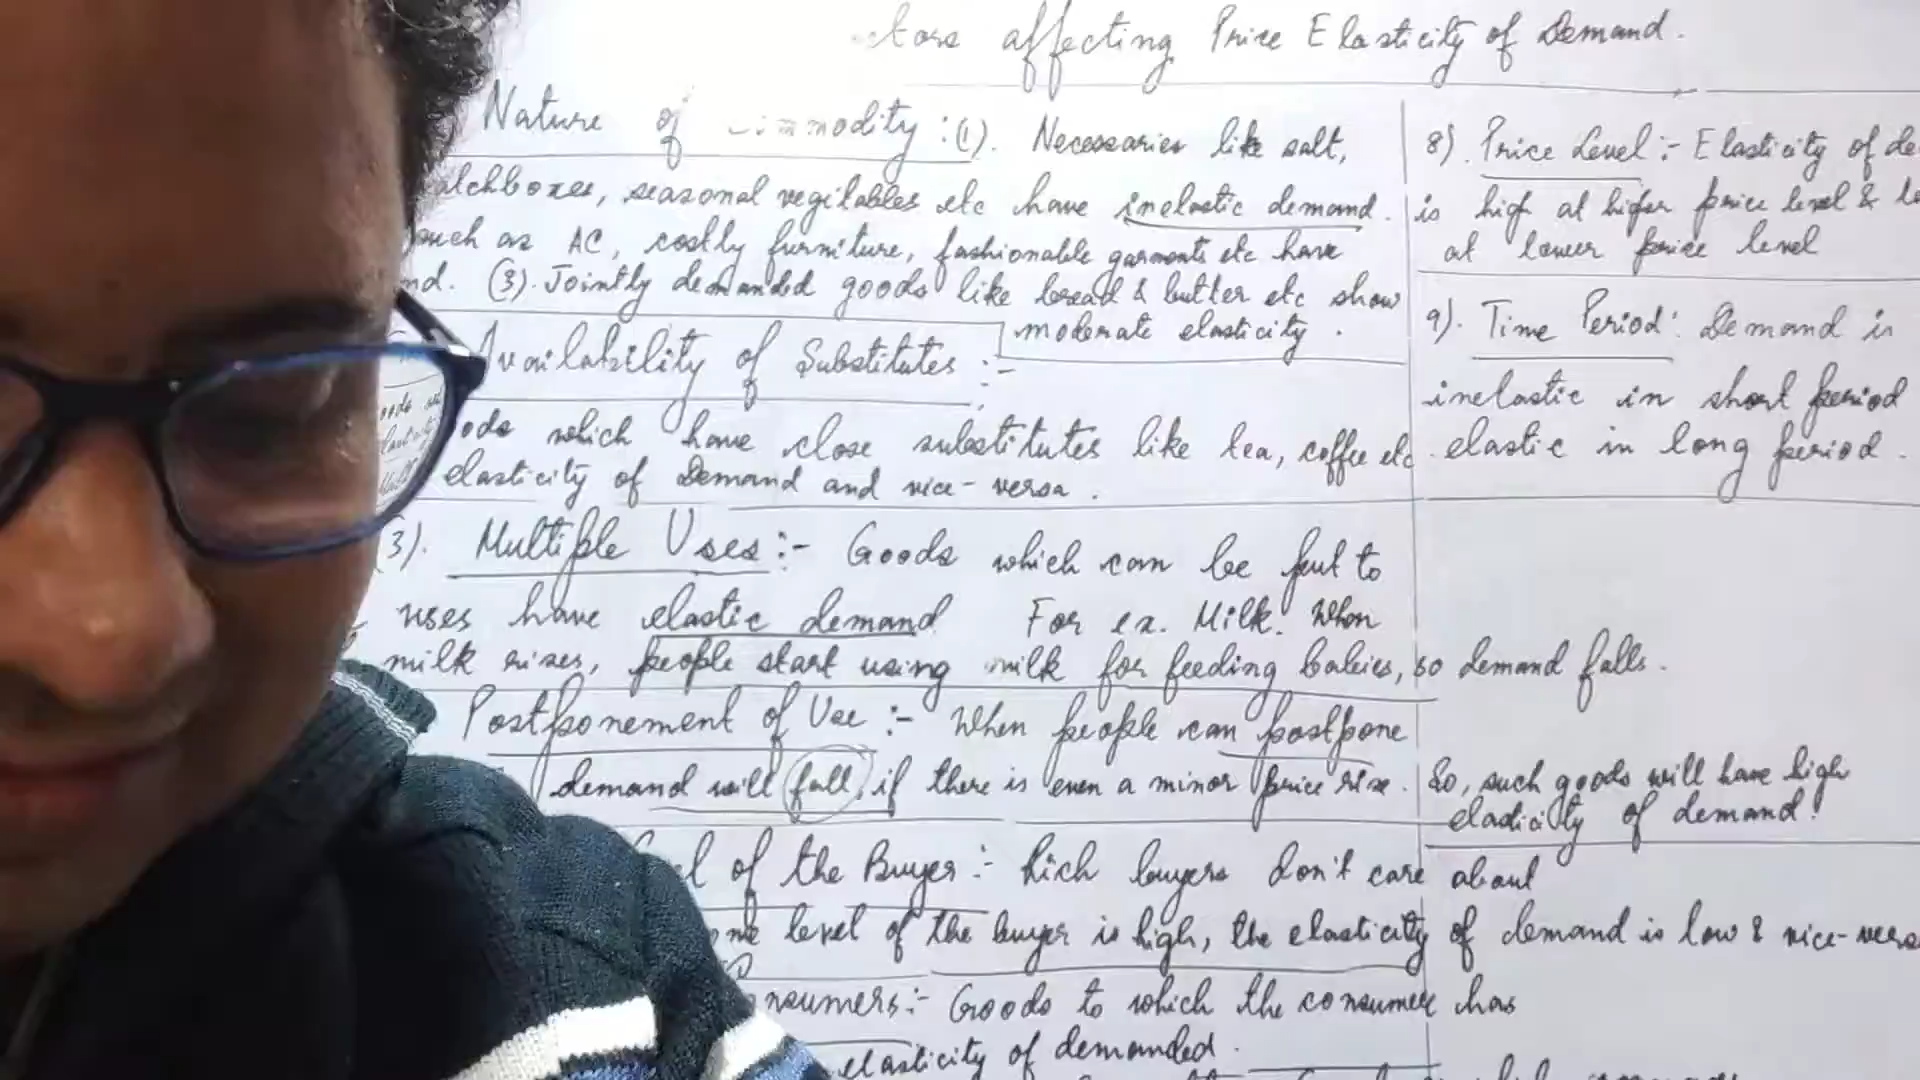 affecting Price Elasticity of Demand.
Nature of :(1). Necessaries like salt,
seasonal vegitables etc have inelastic demand.
such as AC, costly furniture, fashionable garments etc have
(3). Jointly demanded goods like bread & butter etc show
moderate elasticity.
Availability of Substitutes :-
which have close substitutes like tea, coffee etc
elasticity of Demand and vice-versa.
3). Multiple Uses :- Goods which can be put to
uses have elastic demand For ex. Milk. When
milk rises, people start using milk for feeding babies, so demand falls.
Postponement of Use :- When people can postpone
demand will fall, if there is even a minor price rise. So, such goods will have high
elasticity of demand.
of the Buyer :- Rich buyers don't care about
level of the buyer is high, the elasticity of demand is low & vice-versa
:- Goods to which the consumer has
elasticity of demanded.
8). Price Level :- Elasticity of
is high at higher price level &
at lower price level
9). Time Period : Demand is
inelastic in short period
elastic in long period.